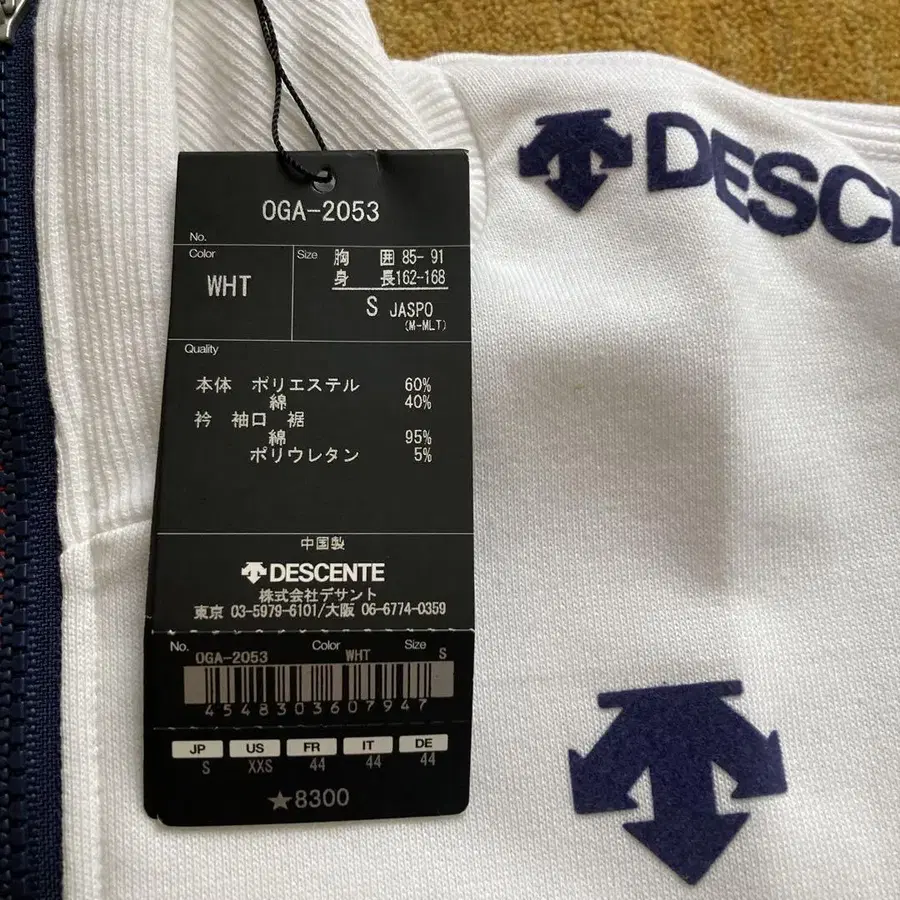 DESCENTE
OGA-2053
No.
Color
WHT
Size 胸 囲 85- 91
身 長162-168
S JASPO
(M-MLT)
Quality
本体 ポリエステル 60%
綿 40%
衿 袖口 裾
綿 95%
ポリウレタン 5%
中国製
DESCENTE
株式会社デサント
東京 03-5979-6101/大阪 06-6774-0359
No. Color Size
OGA-2053 WHT S
4548303607947
JP US FR IT DE
S XXS 44 44 44
★8300